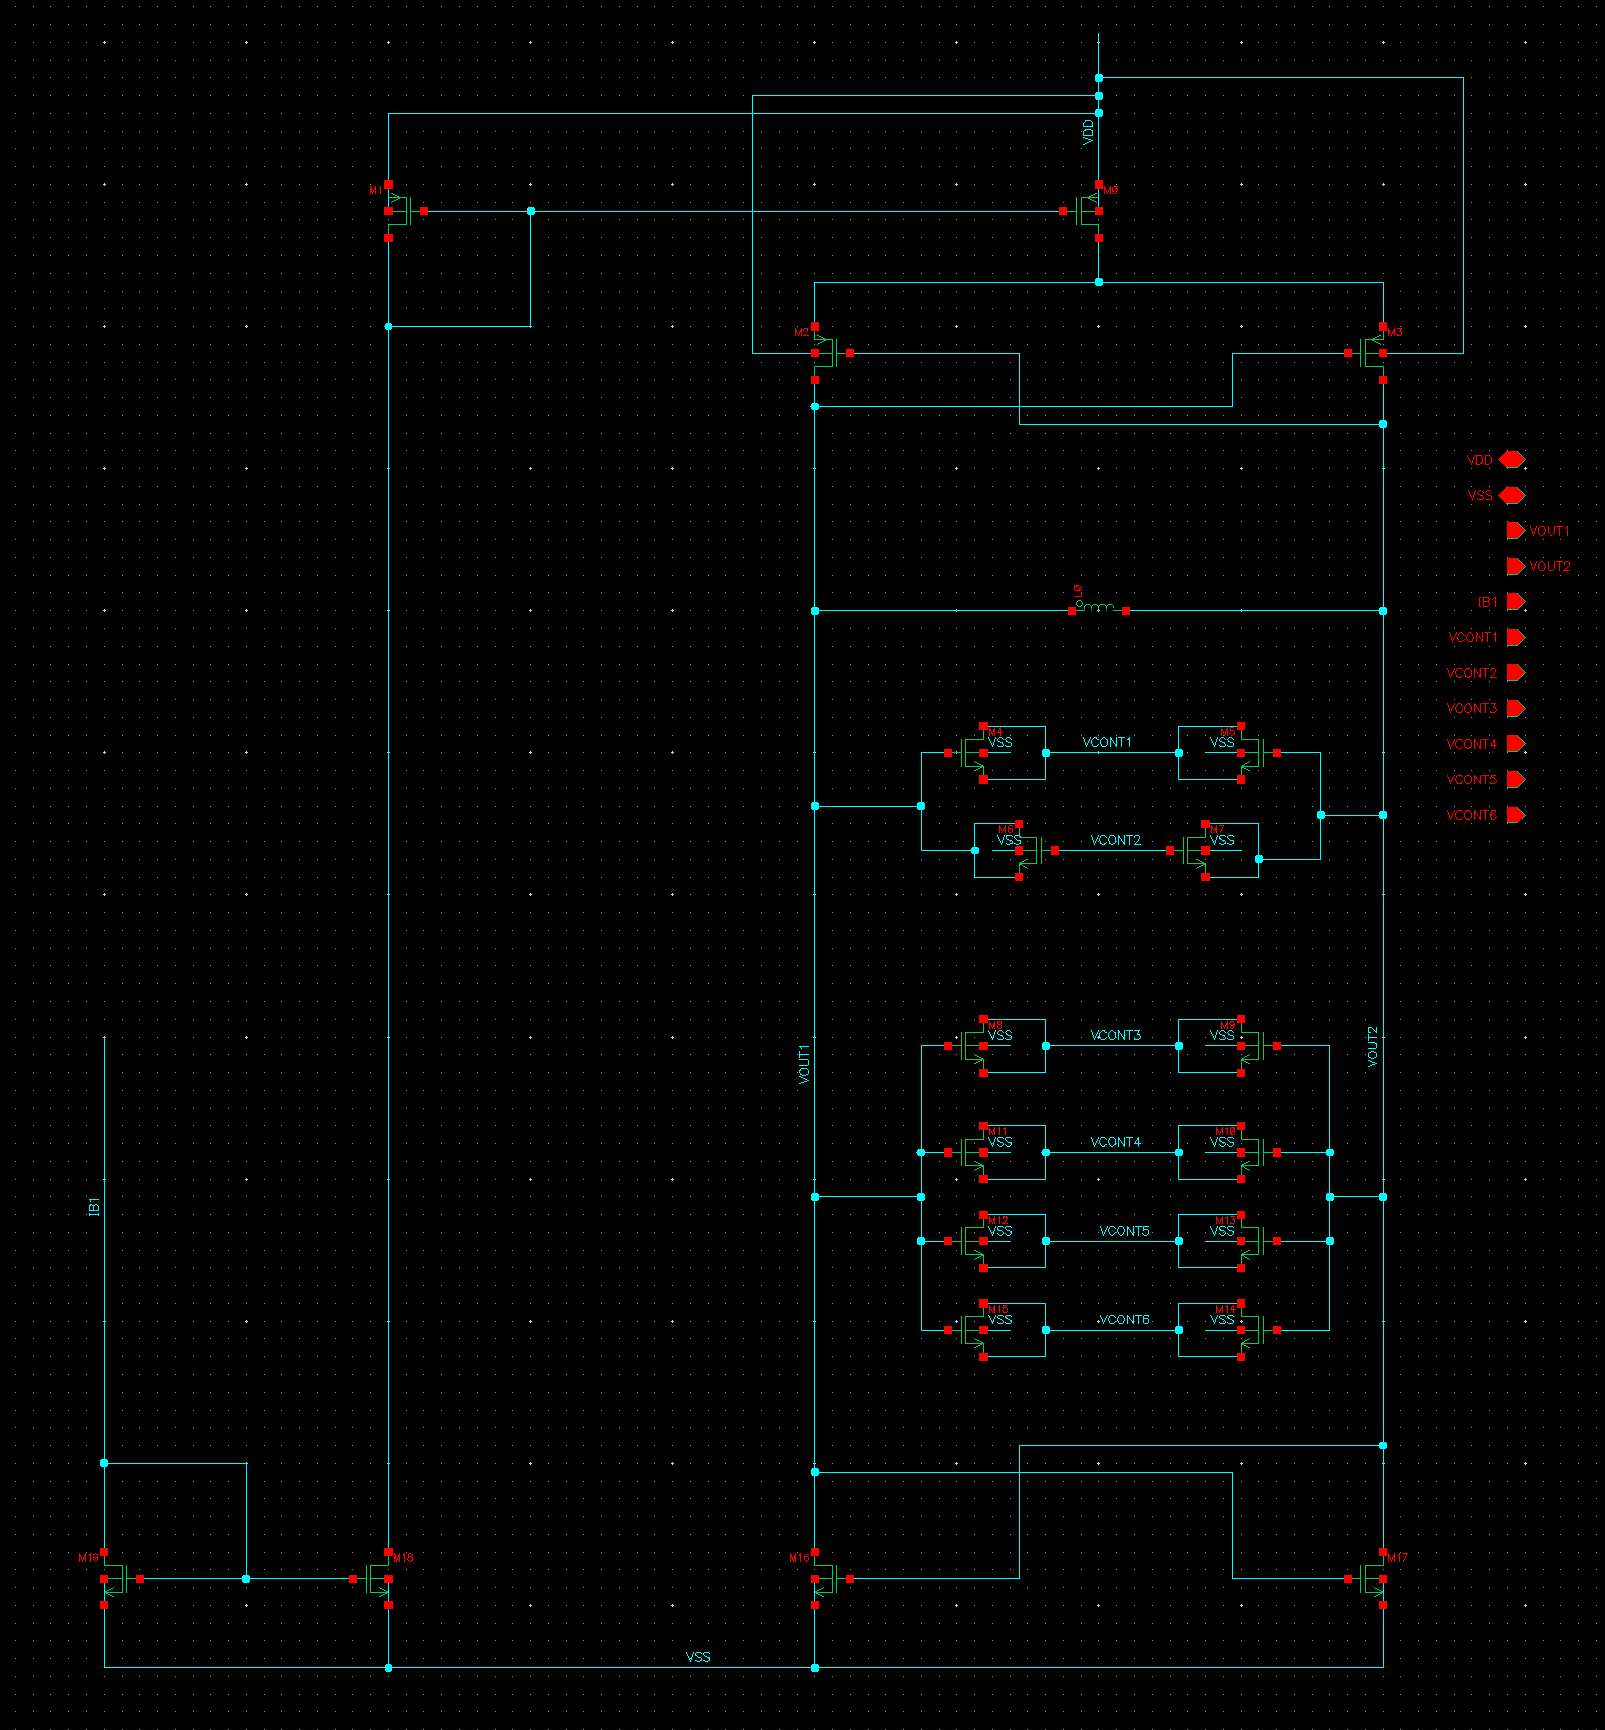 VDD
M1
M0
M2
M3
VDD
VSS
VOUT1
VOUT2
IB1
VCONT1
VCONT2
VCONT3
VCONT4
VCONT5
VCONT6
L0
M4
VSS
VCONT1
M5
VSS
M6
VSS
VCONT2
M7
VSS
VOUT1
VOUT2
M8
VSS
VCONT3
M9
VSS
M11
VSS
VCONT4
M10
VSS
IB1
M12
VSS
VCONT5
M13
VSS
M15
VSS
VCONT6
M14
VSS
M19
M18
M16
M17
VSS